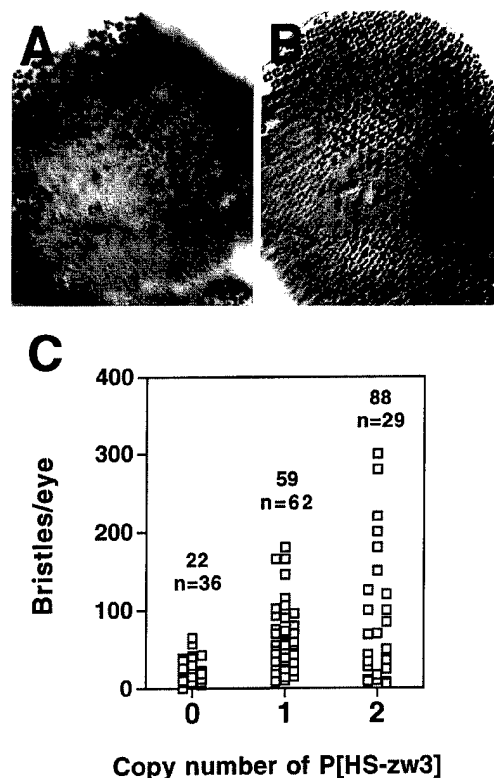 A
B
C
400
300
200
100
0
Bristles/eye
22
n=36
59
n=62
88
n=29
0
1
2
Copy number of P[HS-zw3]